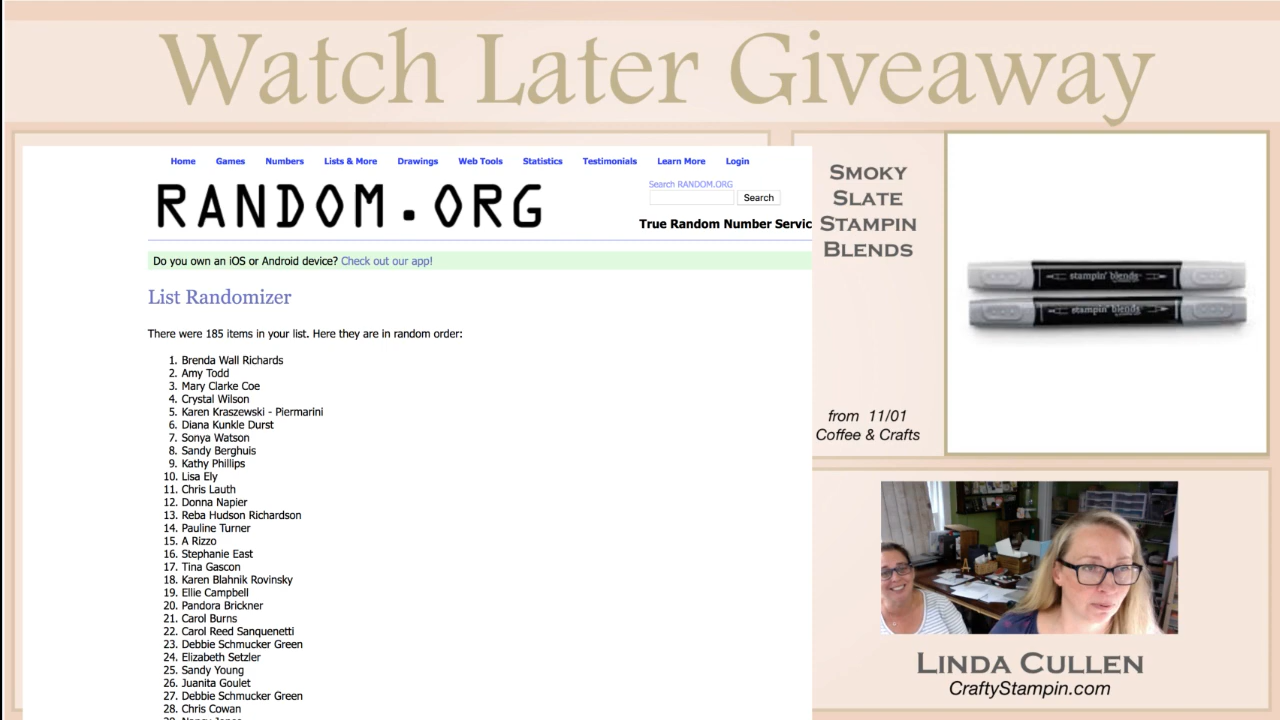 Watch Later Giveaway
Home Games Numbers Lists & More Drawings Web Tools Statistics Testimonials Learn More Login
RANDOM.ORG
Search RANDOM.ORG
Search
True Random Number Servic
Do you own an iOS or Android device? Check out our app!
List Randomizer
There were 185 items in your list. Here they are in random order:
1. Brenda Wall Richards
2. Amy Todd
3. Mary Clarke Coe
4. Crystal Wilson
5. Karen Kraszewski - Piermarini
6. Diana Kunkle Durst
7. Sonya Watson
8. Sandy Berghuis
9. Kathy Phillips
10. Lisa Ely
11. Chris Lauth
12. Donna Napier
13. Reba Hudson Richardson
14. Pauline Turner
15. A Rizzo
16. Stephanie East
17. Tina Gascon
18. Karen Blahnik Rovinsky
19. Ellie Campbell
20. Pandora Brickner
21. Carol Burns
22. Carol Reed Sanquenetti
23. Debbie Schmucker Green
24. Elizabeth Setzler
25. Sandy Young
26. Juanita Goulet
27. Debbie Schmucker Green
28. Chris Cowan
SMOKY
SLATE
STAMPIN
BLENDS
from 11/01
Coffee & Crafts
stampin' blends
stampin' blends
LINDA CULLEN
CraftyStampin.com